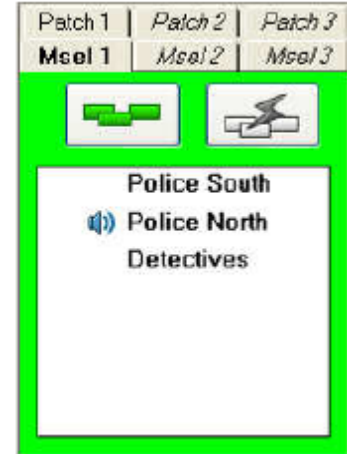 Patch 1 Patch 2 Patch 3
Msel 1 Msel 2 Msel 3
Police South
Police North
Detectives